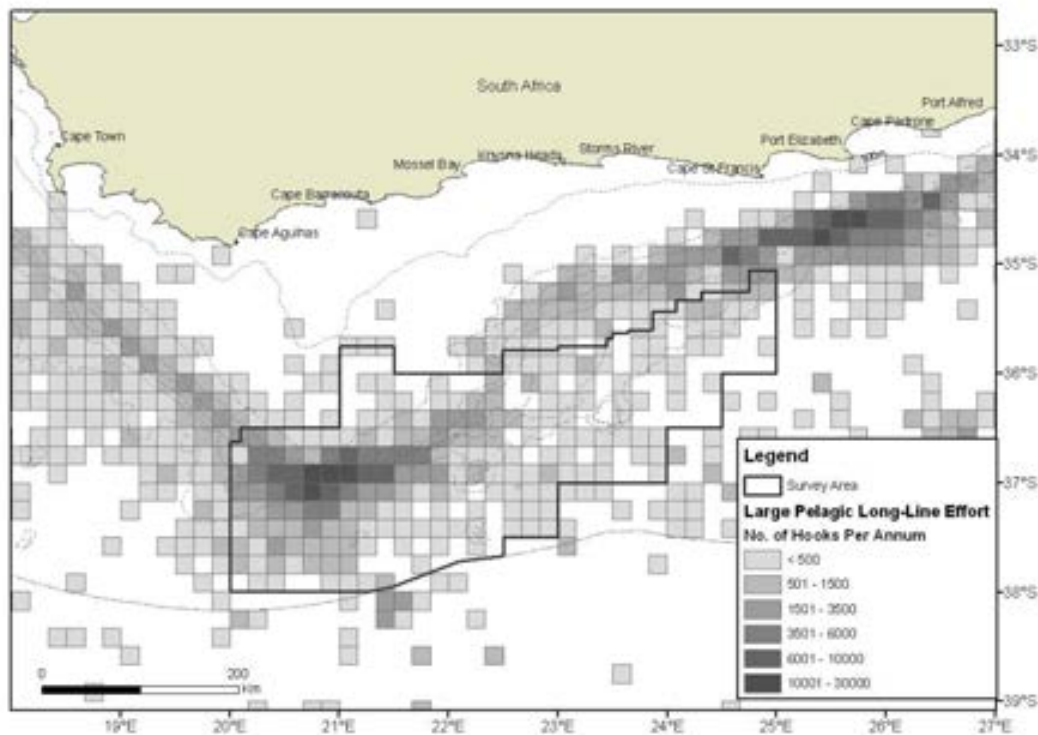 33°S
South Africa
Port Alfred
Cape Padrone
Cape Town
Port Elizabeth
Storms River
Knysna Heads
Mossel Bay
34°S
Cape St Francis
Cape Barracouta
Cape Agulhas
35°S
36°S
37°S
38°S
39°S
Legend
Survey Area
Large Pelagic Long-Line Effort
No. of Hooks Per Annum
< 500
501 - 1500
1501 - 3500
3501 - 6000
6001 - 10000
10001 - 30000
0 200
Km
19°E 20°E 21°E 22°E 23°E 24°E 25°E 26°E 27°E